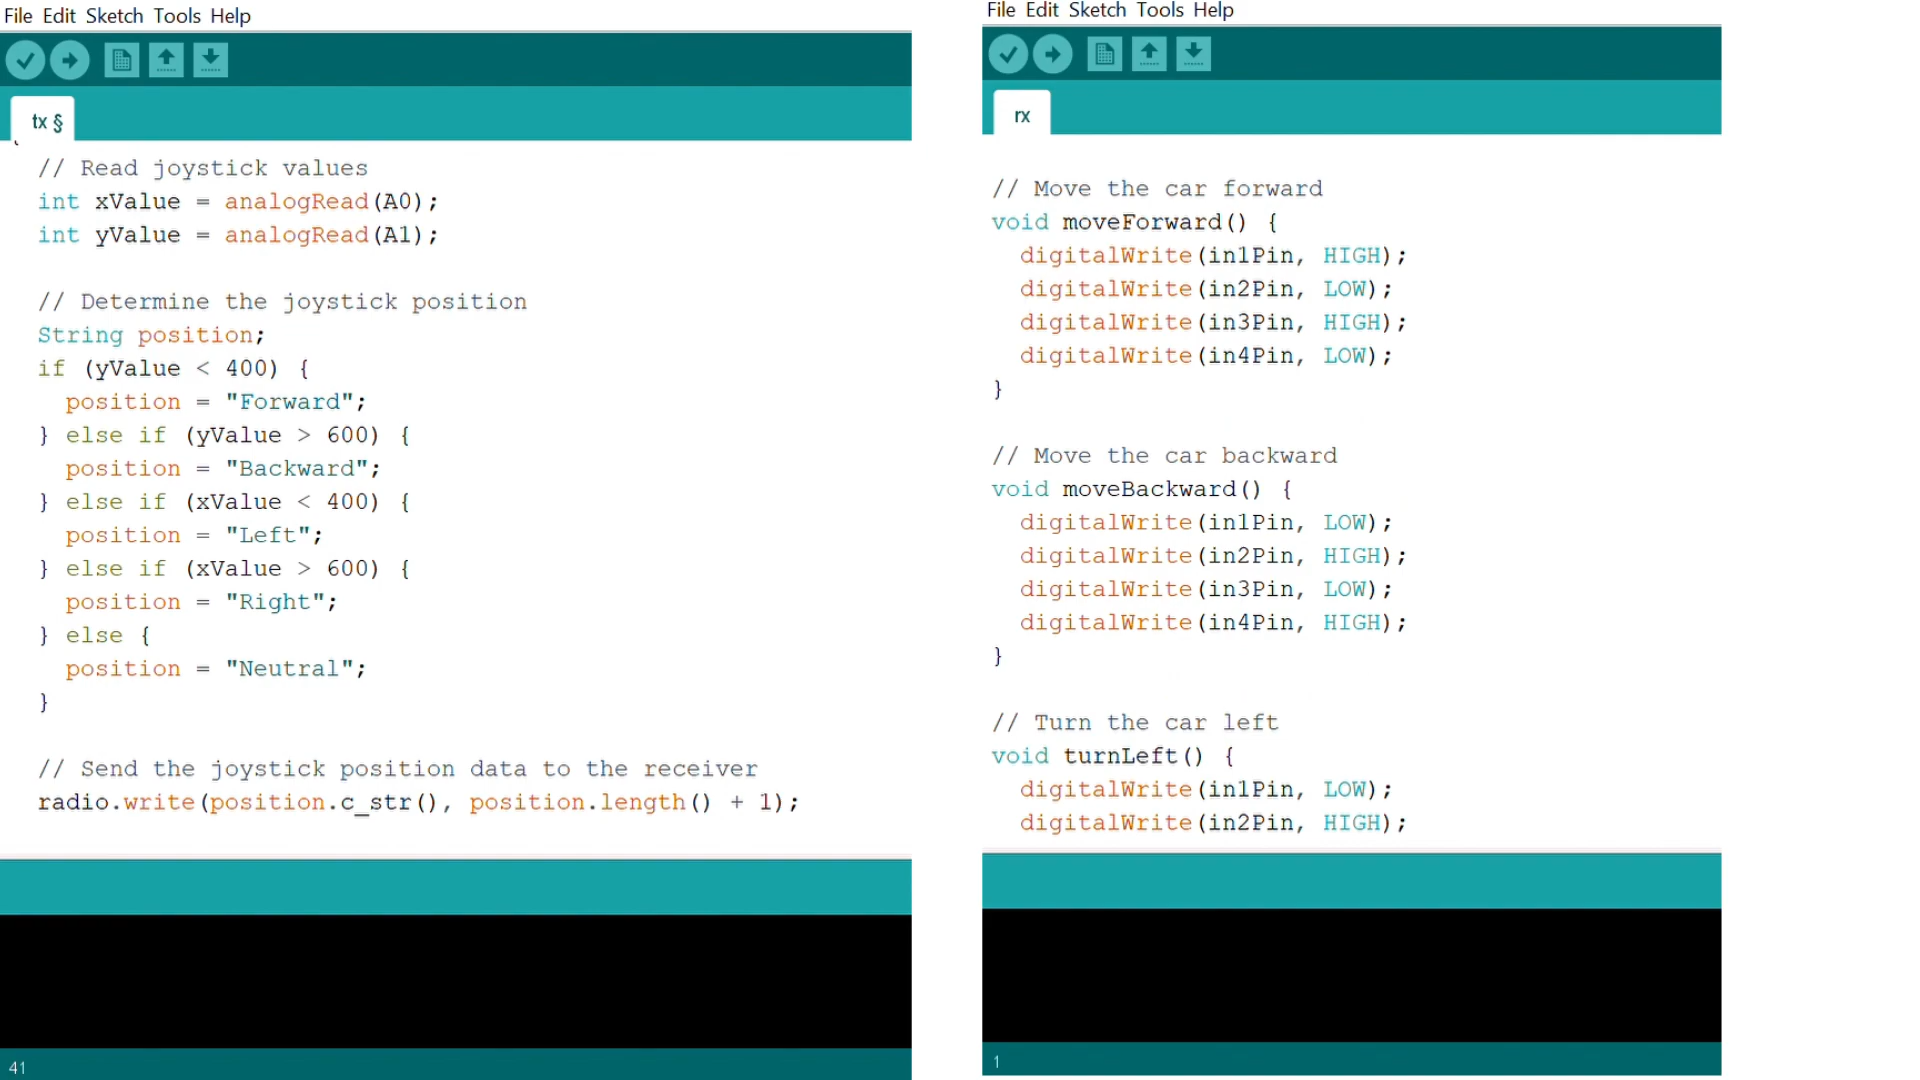 File Edit Sketch Tools Help
tx §
// Read joystick values
int xValue = analogRead(A0);
int yValue = analogRead(A1);
// Determine the joystick position
String position;
if (yValue < 400) {
position = "Forward";
} else if (yValue > 600) {
position = "Backward";
} else if (xValue < 400) {
position = "Left";
} else if (xValue > 600) {
position = "Right";
} else {
position = "Neutral";
}
// Send the joystick position data to the receiver
radio.write(position.c_str(), position.length() + 1);
41
File Edit Sketch Tools Help
rx
// Move the car forward
void moveForward() {
digitalWrite(in1Pin, HIGH);
digitalWrite(in2Pin, LOW);
digitalWrite(in3Pin, HIGH);
digitalWrite(in4Pin, LOW);
}
// Move the car backward
void moveBackward() {
digitalWrite(in1Pin, LOW);
digitalWrite(in2Pin, HIGH);
digitalWrite(in3Pin, LOW);
digitalWrite(in4Pin, HIGH);
}
// Turn the car left
void turnLeft() {
digitalWrite(in1Pin, LOW);
digitalWrite(in2Pin, HIGH);
1